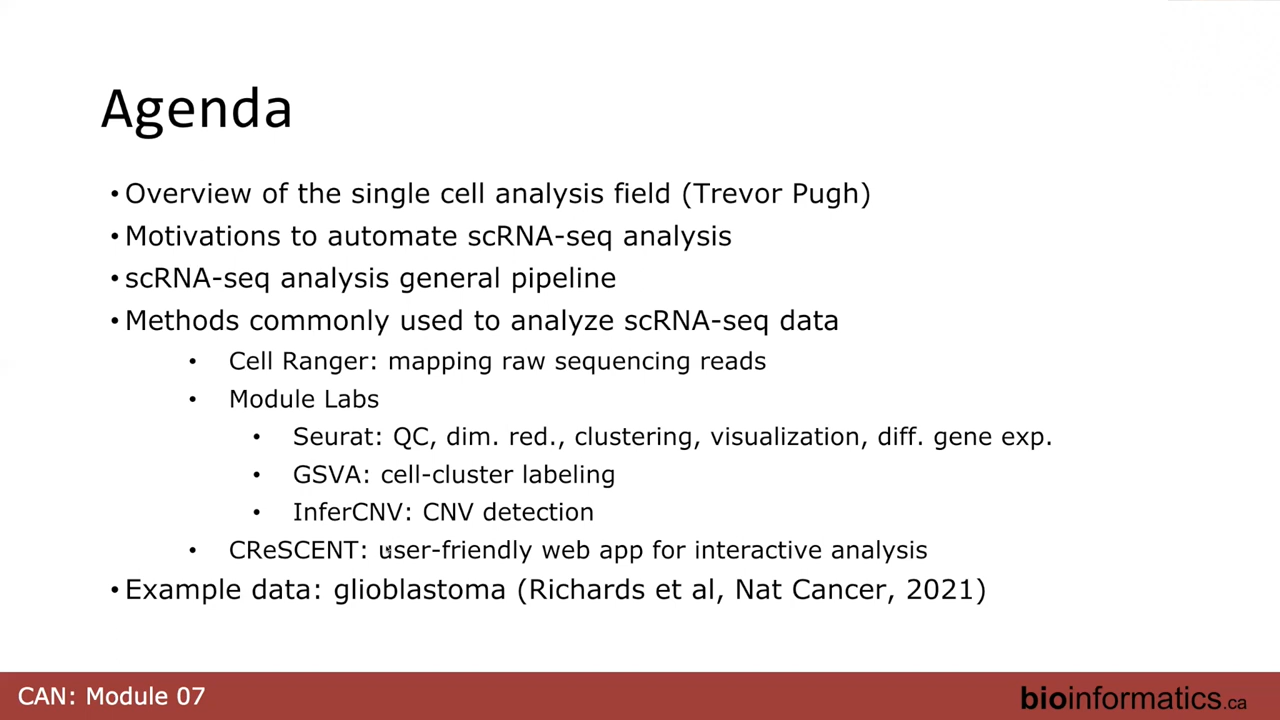 Agenda
• Overview of the single cell analysis field (Trevor Pugh)
• Motivations to automate scRNA-seq analysis
• scRNA-seq analysis general pipeline
• Methods commonly used to analyze scRNA-seq data
• Cell Ranger: mapping raw sequencing reads
• Module Labs
• Seurat: QC, dim. red., clustering, visualization, diff. gene exp.
• GSVA: cell-cluster labeling
• InferCNV: CNV detection
• CReSCENT: user-friendly web app for interactive analysis
• Example data: glioblastoma (Richards et al, Nat Cancer, 2021)
CAN: Module 07
bioinformatics.ca